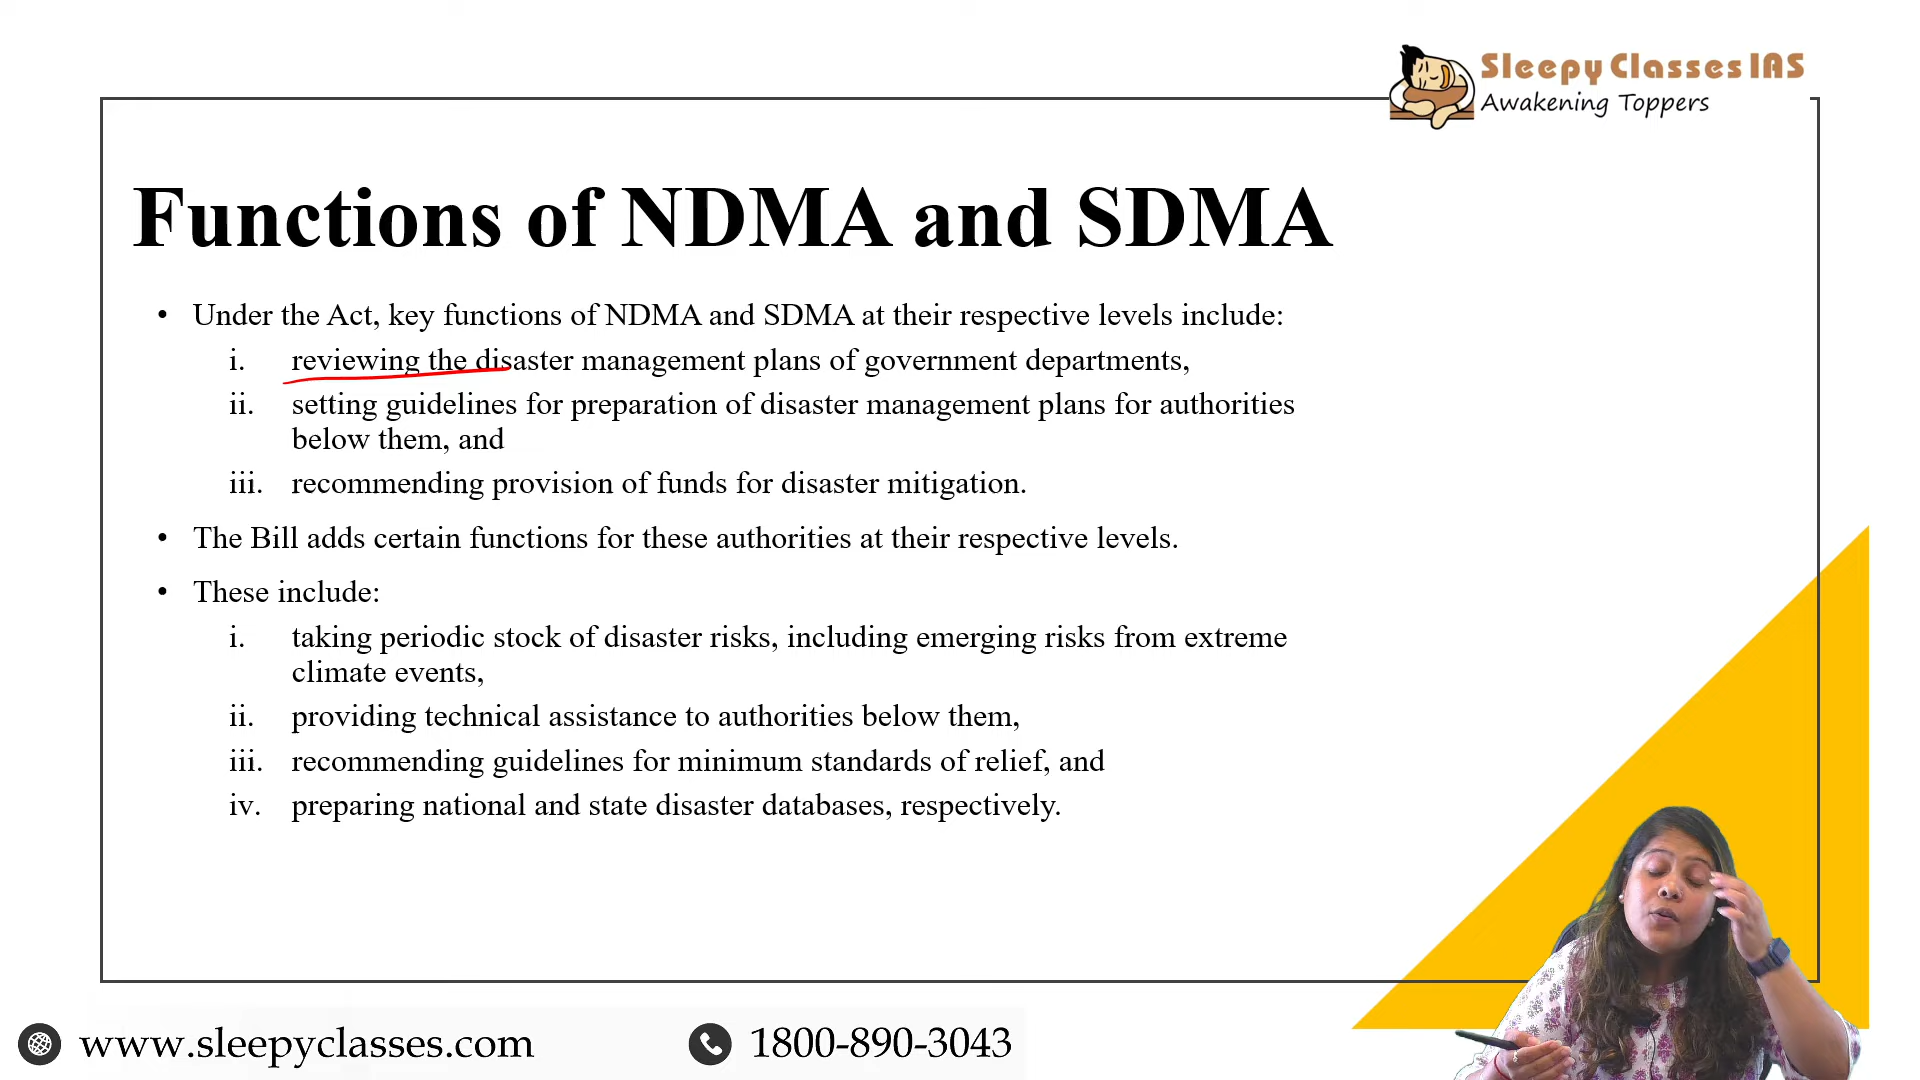 Sleepy Classes IAS
Awakening Toppers
Functions of NDMA and SDMA
• Under the Act, key functions of NDMA and SDMA at their respective levels include:
i. reviewing the disaster management plans of government departments,
ii. setting guidelines for preparation of disaster management plans for authorities
below them, and
iii. recommending provision of funds for disaster mitigation.
• The Bill adds certain functions for these authorities at their respective levels.
• These include:
i. taking periodic stock of disaster risks, including emerging risks from extreme
climate events,
ii. providing technical assistance to authorities below them,
iii. recommending guidelines for minimum standards of relief, and
iv. preparing national and state disaster databases, respectively.
www.sleepyclasses.com
1800-890-3043